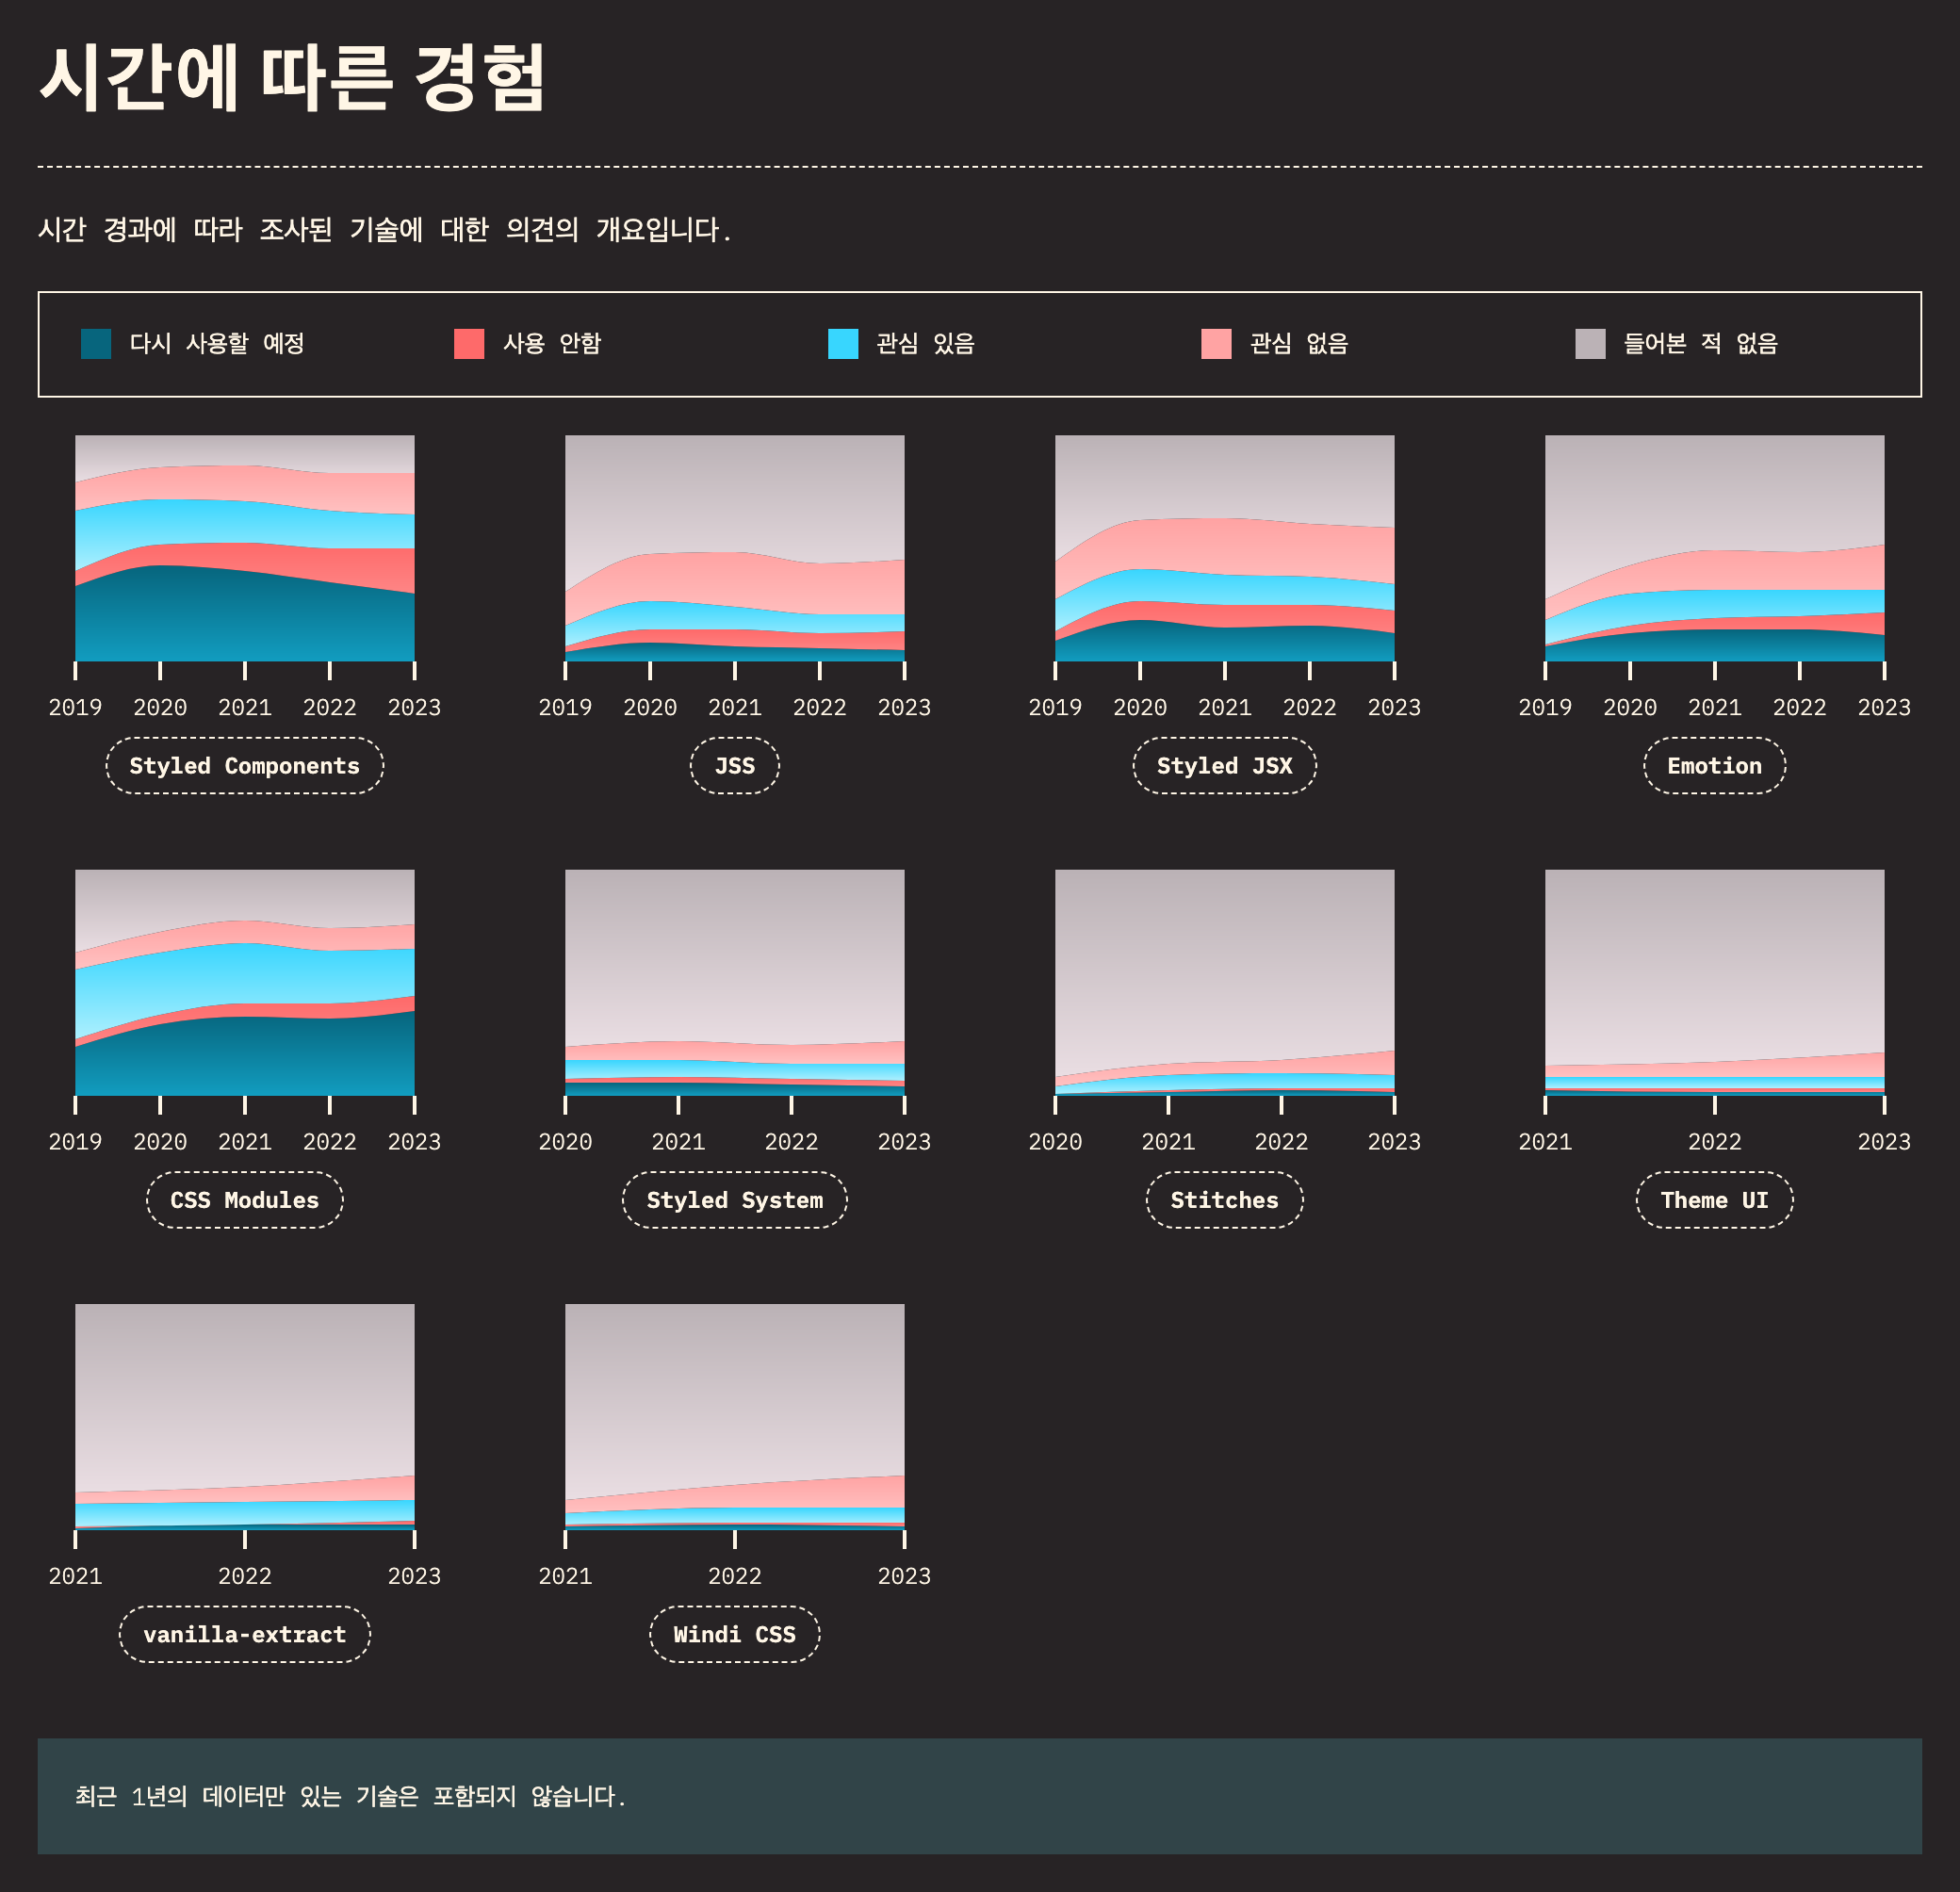 시간에 따른 경험
시간 경과에 따라 조사된 기술에 대한 의견의 개요입니다.
다시 사용할 예정 사용 안함 관심 있음 관심 없음 들어본 적 없음
2019 2020 2021 2022 2023 2019 2020 2021 2022 2023 2019 2020 2021 2022 2023 2019 2020 2021 2022 2023
Styled Components JSS Styled JSX Emotion
2019 2020 2021 2022 2023 2020 2021 2022 2023 2020 2021 2022 2023 2021 2022 2023
CSS Modules Styled System Stitches Theme UI
2021 2022 2023 2021 2022 2023
vanilla-extract Windi CSS
최근 1년의 데이터만 있는 기술은 포함되지 않습니다.